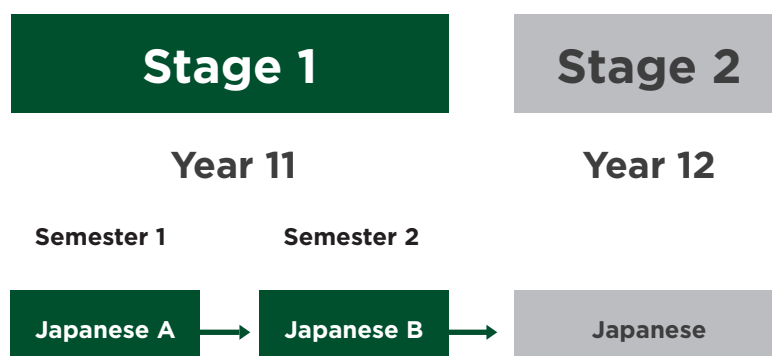 Stage 1
Stage 2
Year 11
Year 12
Semester 1
Semester 2
Japanese A
Japanese B
Japanese